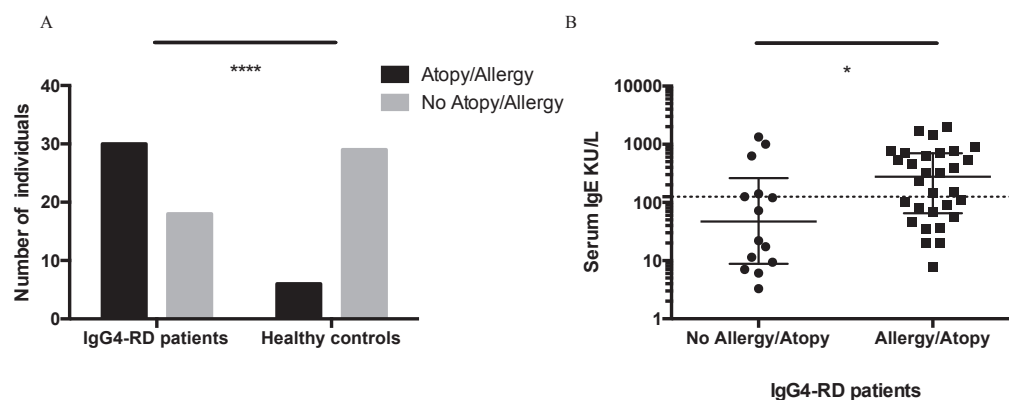 A
****
Atopy/Allergy
No Atopy/Allergy
Number of individuals
40
30
20
10
0
IgG4-RD patients
Healthy controls
B
*
Serum IgE KU/L
10000
1000
100
10
1
No Allergy/Atopy
Allergy/Atopy
IgG4-RD patients